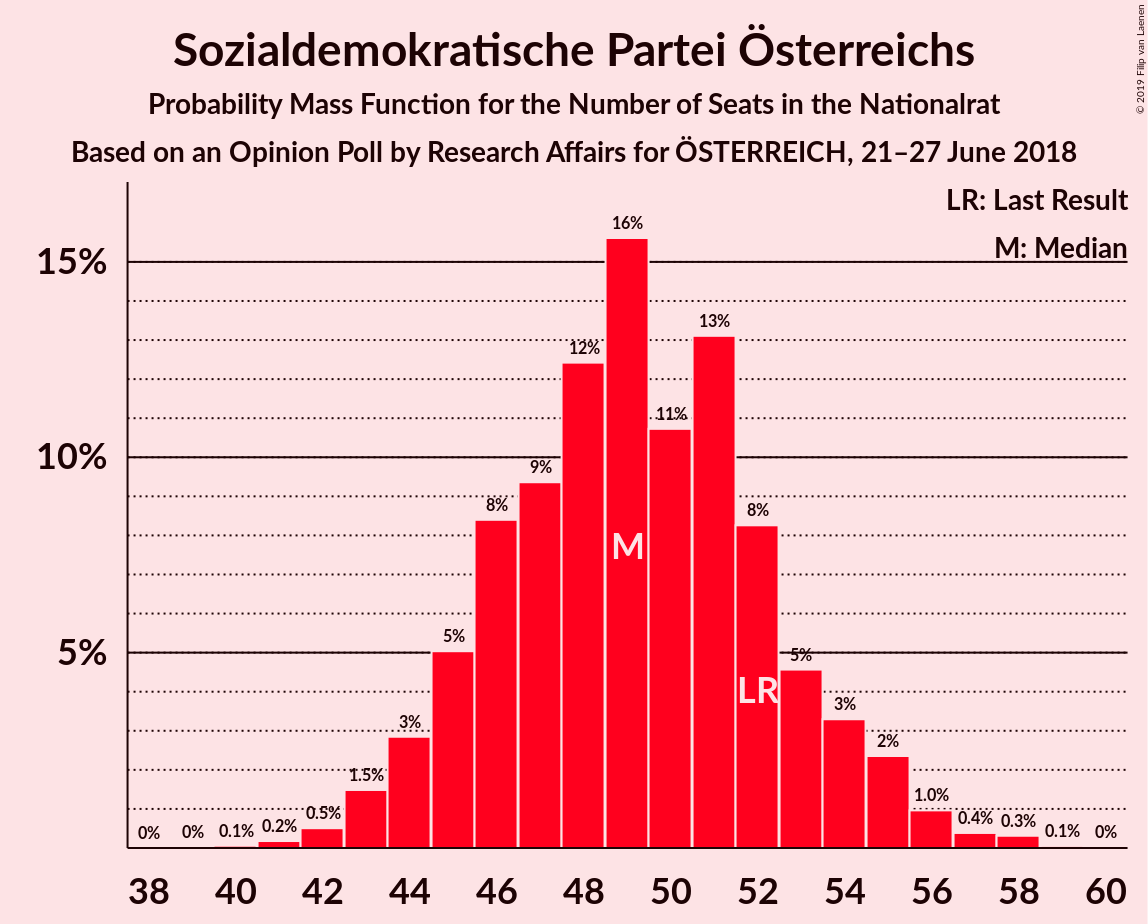 Sozialdemokratische Partei Österreichs
Probability Mass Function for the Number of Seats in the Nationalrat
Based on an Opinion Poll by Research Affairs for ÖSTERREICH, 21–27 June 2018
© 2019 Filip van Laenen
LR: Last Result
M: Median
15%
10%
5%
0%
0%
0.1%
0.2%
0.5%
1.5%
3%
5%
8%
9%
12%
16%
11%
13%
8%
5%
3%
2%
1.0%
0.4%
0.3%
0.1%
0%
M
LR
38 40 42 44 46 48 50 52 54 56 58 60